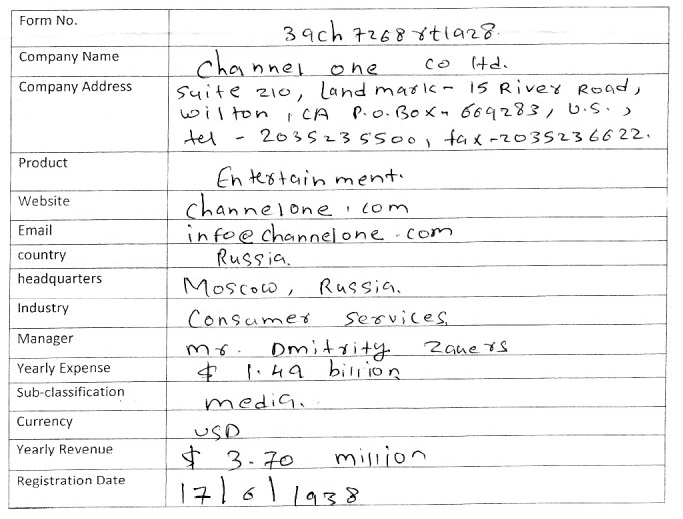 Form No. 39ch7268rt1928.
Company Name Channel one co ltd.
Company Address Suite 210, Landmark - 15 River Road,
Wilton, CA P.O.Box - 669283, U.S.,
tel - 2035235500, fax - 2035236622.
Product Entertainment.
Website channelone.com
Email info@channelone.com
country Russia.
headquarters Moscow, Russia.
Industry Consumer services.
Manager Mr. Dmitrity Zauers
Yearly Expense $ 1.49 billion
Sub-classification media.
Currency USD
Yearly Revenue $ 3.70 million
Registration Date 17/6/1938